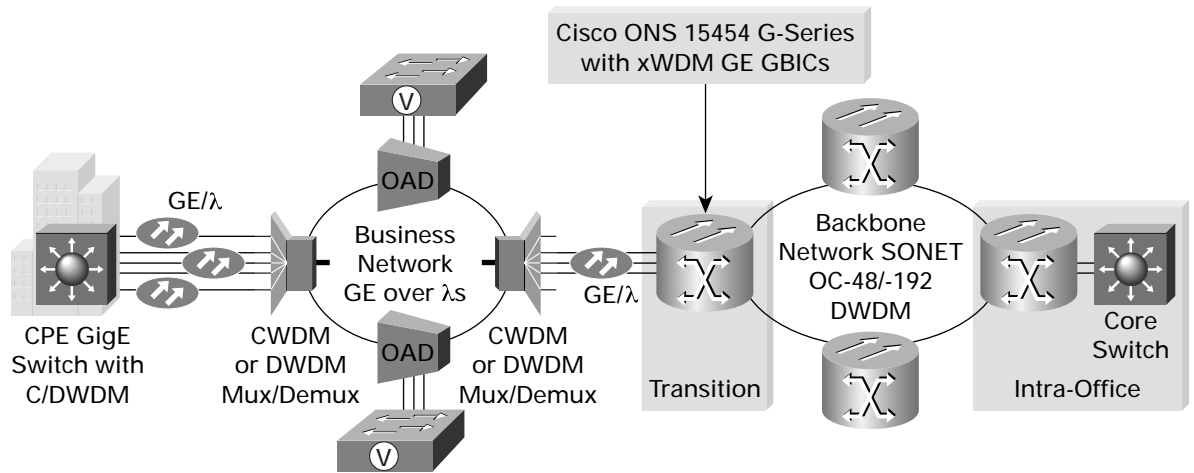 Cisco ONS 15454 G-Series
with xWDM GE GBICs
V
OAD
GE/λ
Business
Network
GE over λs
GE/λ
Backbone
Network SONET
OC-48/-192
DWDM
CPE GigE
Switch with
C/DWDM
CWDM
or DWDM
Mux/Demux
OAD
CWDM
or DWDM
Mux/Demux
V
Transition
Core
Switch
Intra-Office